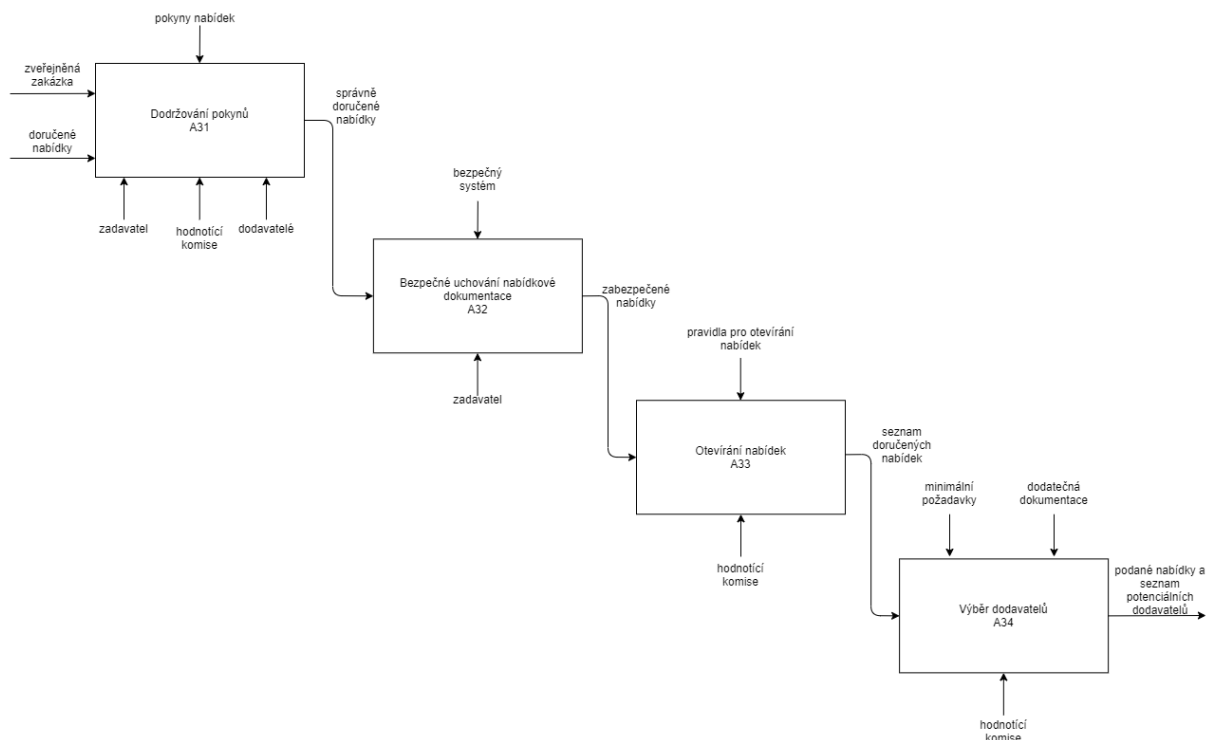 pokyny nabídek
zveřejněná
zakázka
doručené
nabídky
Dodržování pokynů
A31
zadavatel
hodnotící
komise
dodavatelé
správně
doručené
nabídky
bezpečný
systém
Bezpečné uchování nabídkové
dokumentace
A32
zadavatel
zabezpečené
nabídky
pravidla pro otevírání
nabídek
Otevírání nabídek
A33
hodnotící
komise
seznam
doručených
nabídek
minimální
požadavky
dodatečná
dokumentace
Výběr dodavatelů
A34
podané nabídky a
seznam
potenciálních
dodavatelů
hodnotící
komise